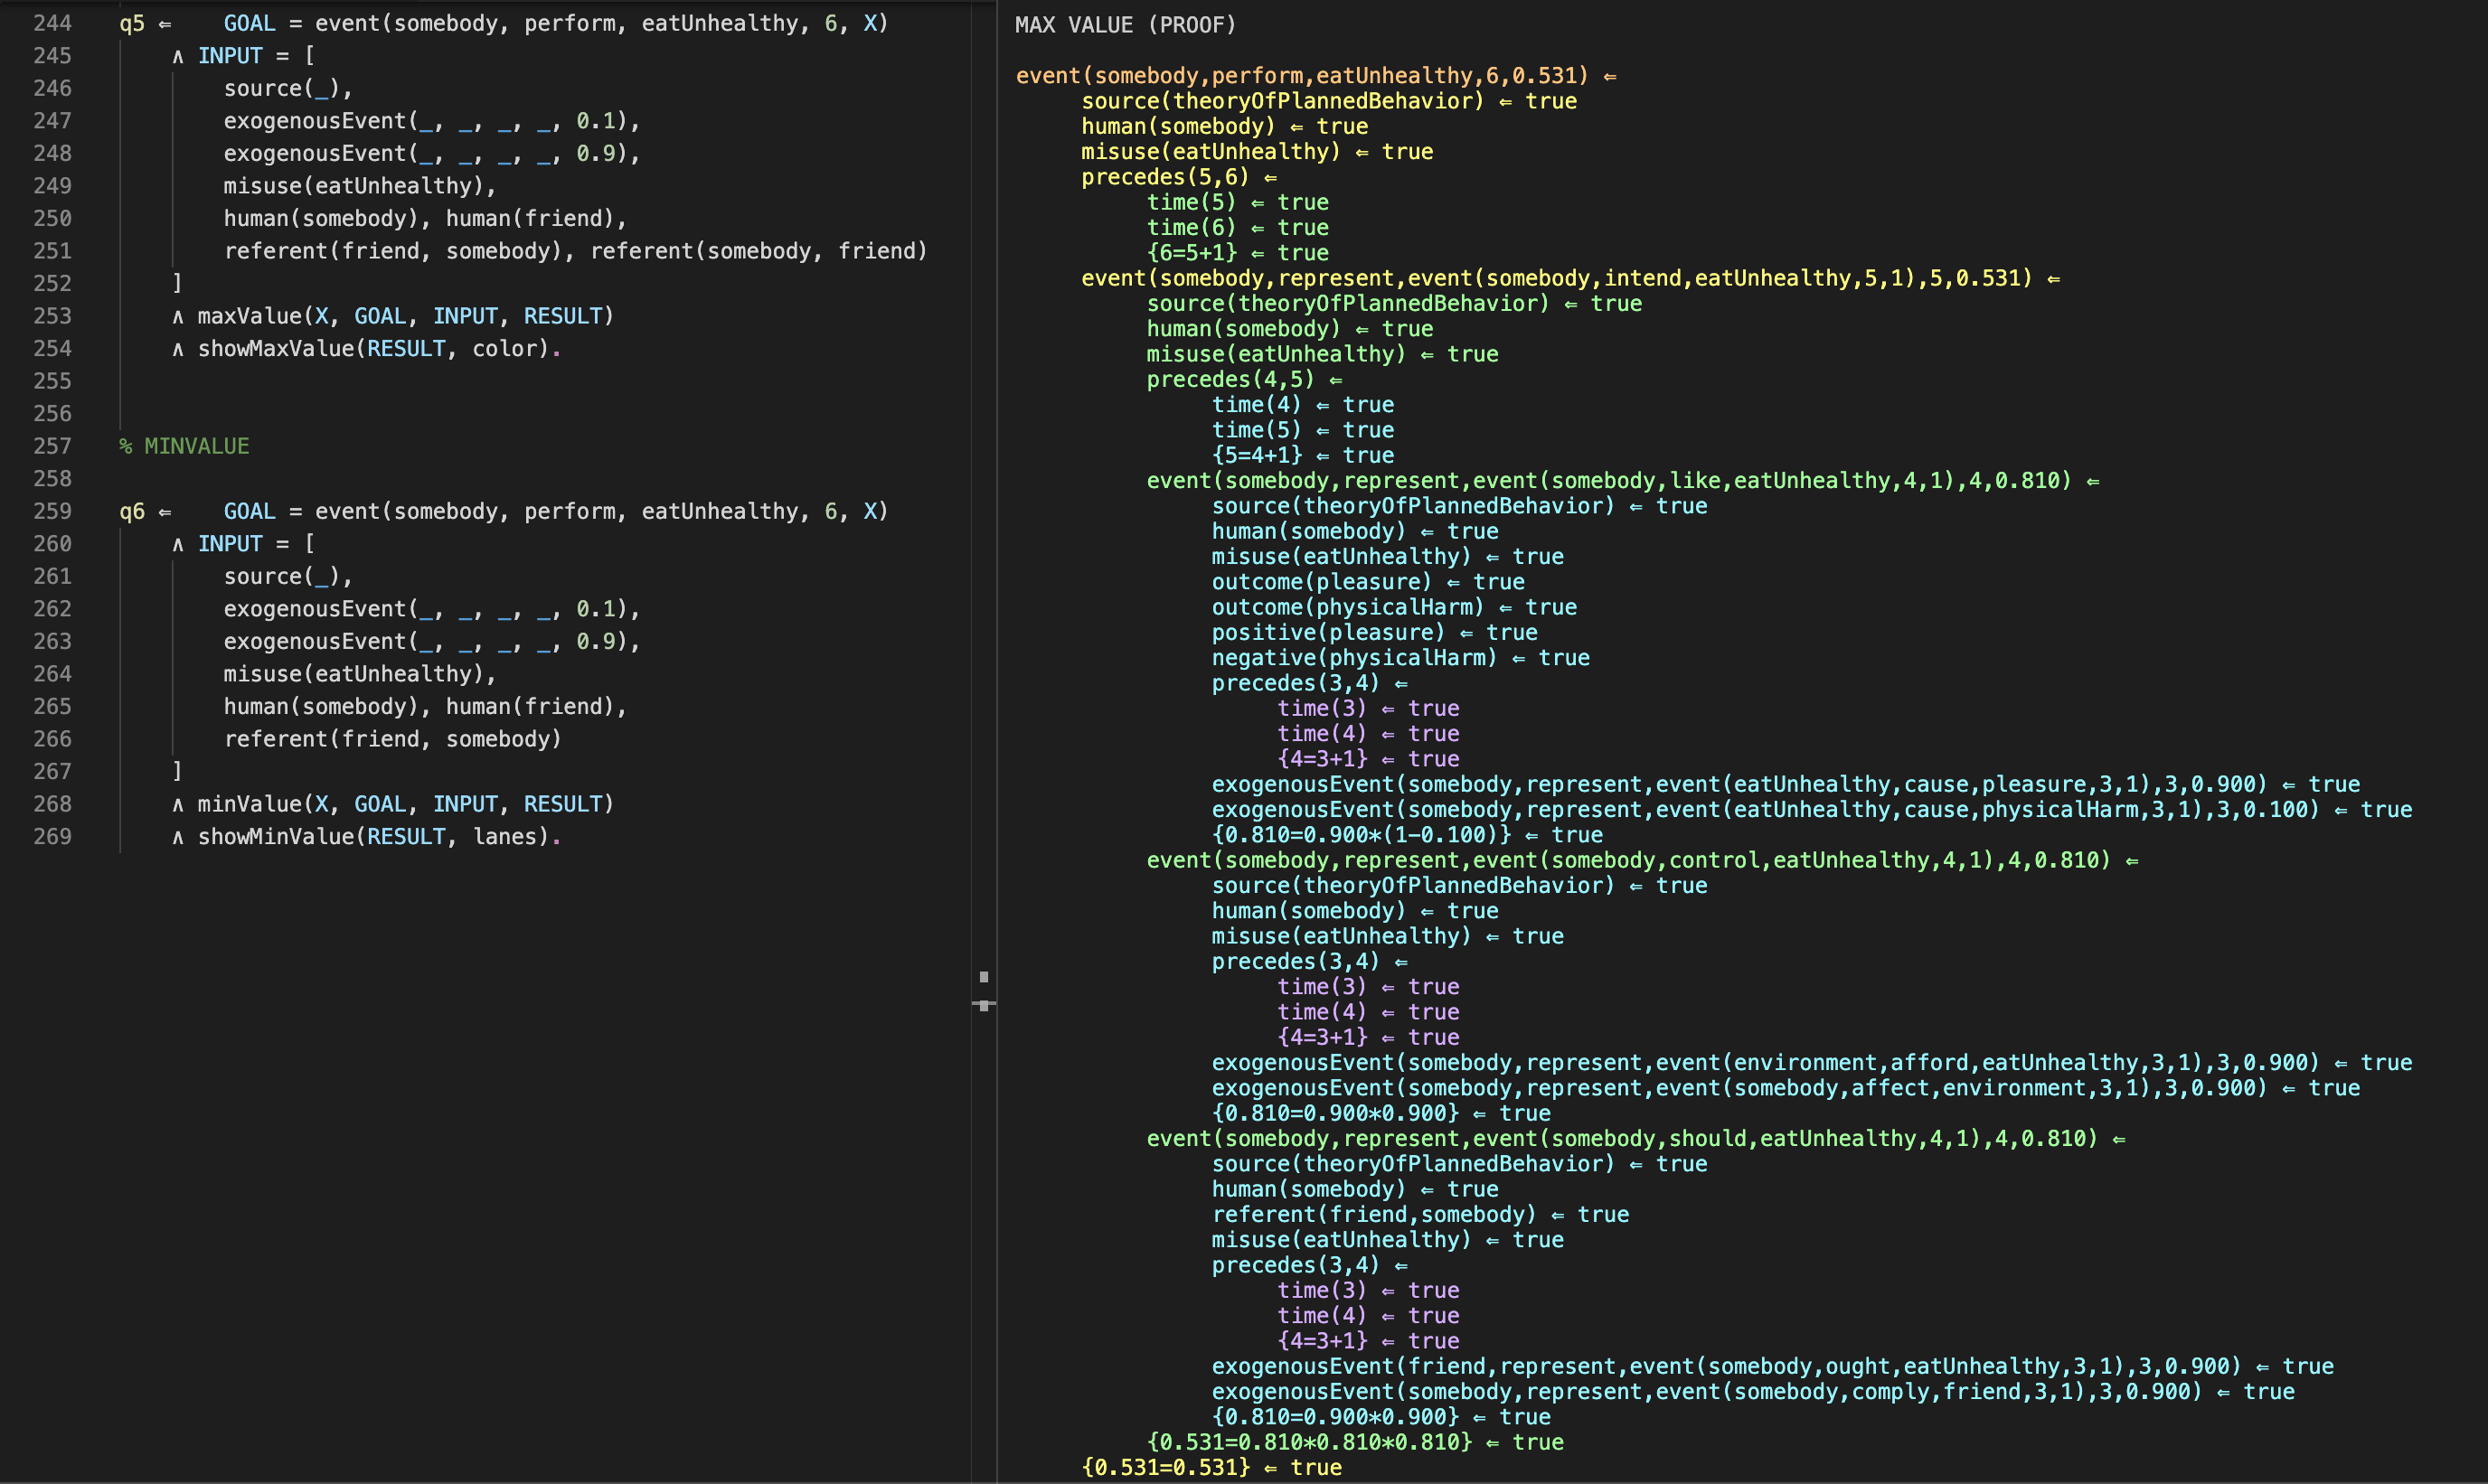 244 q5 ⇐ GOAL = event(somebody, perform, eatUnhealthy, 6, X)
245 ∧ INPUT = [
246 source(_),
247 exogenousEvent(_, _, _, _, 0.1),
248 exogenousEvent(_, _, _, _, 0.9),
249 misuse(eatUnhealthy),
250 human(somebody), human(friend),
251 referent(friend, somebody), referent(somebody, friend)
252 ]
253 ∧ maxValue(X, GOAL, INPUT, RESULT)
254 ∧ showMaxValue(RESULT, color).
255
256
257 % MINVALUE
258
259 q6 ⇐ GOAL = event(somebody, perform, eatUnhealthy, 6, X)
260 ∧ INPUT = [
261 source(_),
262 exogenousEvent(_, _, _, _, 0.1),
263 exogenousEvent(_, _, _, _, 0.9),
264 misuse(eatUnhealthy),
265 human(somebody), human(friend),
266 referent(friend, somebody)
267 ]
268 ∧ minValue(X, GOAL, INPUT, RESULT)
269 ∧ showMinValue(RESULT, lanes).
MAX VALUE (PROOF)
event(somebody,perform,eatUnhealthy,6,0.531) ⇐
source(theoryOfPlannedBehavior) ⇐ true
human(somebody) ⇐ true
misuse(eatUnhealthy) ⇐ true
precedes(5,6) ⇐
time(5) ⇐ true
time(6) ⇐ true
{6=5+1} ⇐ true
event(somebody,represent,event(somebody,intend,eatUnhealthy,5,1),5,0.531) ⇐
source(theoryOfPlannedBehavior) ⇐ true
human(somebody) ⇐ true
misuse(eatUnhealthy) ⇐ true
precedes(4,5) ⇐
time(4) ⇐ true
time(5) ⇐ true
{5=4+1} ⇐ true
event(somebody,represent,event(somebody,like,eatUnhealthy,4,1),4,0.810) ⇐
source(theoryOfPlannedBehavior) ⇐ true
human(somebody) ⇐ true
misuse(eatUnhealthy) ⇐ true
outcome(pleasure) ⇐ true
outcome(physicalHarm) ⇐ true
positive(pleasure) ⇐ true
negative(physicalHarm) ⇐ true
precedes(3,4) ⇐
time(3) ⇐ true
time(4) ⇐ true
{4=3+1} ⇐ true
exogenousEvent(somebody,represent,event(eatUnhealthy,cause,pleasure,3,1),3,0.900) ⇐ true
exogenousEvent(somebody,represent,event(eatUnhealthy,cause,physicalHarm,3,1),3,0.100) ⇐ true
{0.810=0.900*(1-0.100)} ⇐ true
event(somebody,represent,event(somebody,control,eatUnhealthy,4,1),4,0.810) ⇐
source(theoryOfPlannedBehavior) ⇐ true
human(somebody) ⇐ true
misuse(eatUnhealthy) ⇐ true
precedes(3,4) ⇐
time(3) ⇐ true
time(4) ⇐ true
{4=3+1} ⇐ true
exogenousEvent(somebody,represent,event(environment,afford,eatUnhealthy,3,1),3,0.900) ⇐ true
exogenousEvent(somebody,represent,event(somebody,affect,environment,3,1),3,0.900) ⇐ true
{0.810=0.900*0.900} ⇐ true
event(somebody,represent,event(somebody,should,eatUnhealthy,4,1),4,0.810) ⇐
source(theoryOfPlannedBehavior) ⇐ true
human(somebody) ⇐ true
referent(friend,somebody) ⇐ true
misuse(eatUnhealthy) ⇐ true
precedes(3,4) ⇐
time(3) ⇐ true
time(4) ⇐ true
{4=3+1} ⇐ true
exogenousEvent(friend,represent,event(somebody,ought,eatUnhealthy,3,1),3,0.900) ⇐ true
exogenousEvent(somebody,represent,event(somebody,comply,friend,3,1),3,0.900) ⇐ true
{0.810=0.900*0.900} ⇐ true
{0.531=0.810*0.810*0.810} ⇐ true
{0.531=0.531} ⇐ true